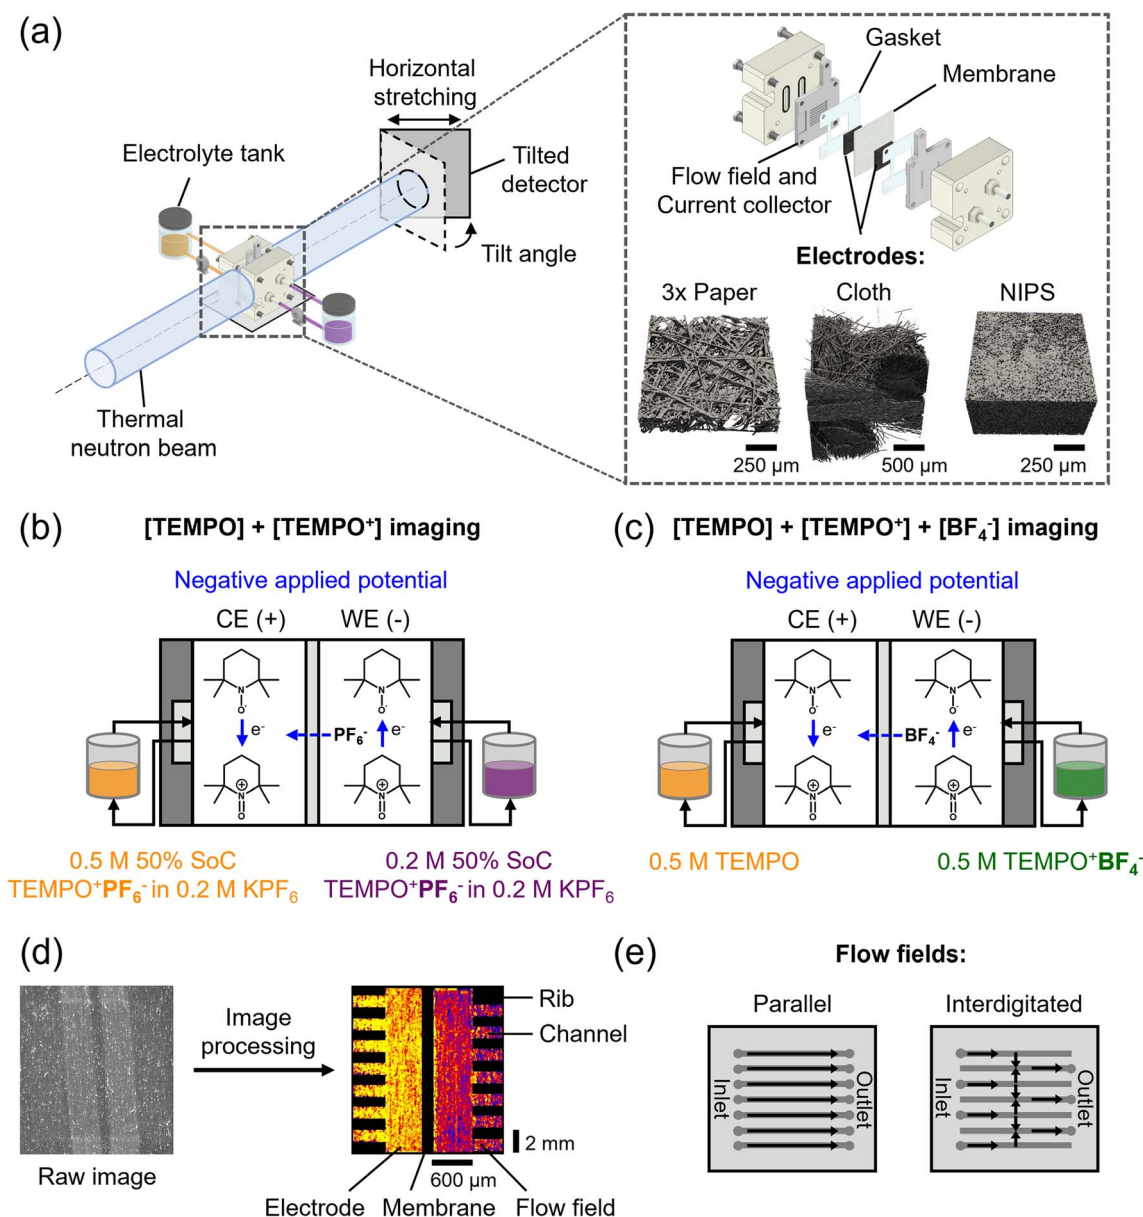 (a)
Horizontal
stretching
Electrolyte tank
Tilted
detector
Tilt angle
Thermal
neutron beam
Gasket
Membrane
Flow field and
Current collector
Electrodes:
3x Paper
Cloth
NIPS
250 µm
500 µm
250 µm
(b)
[TEMPO] + [TEMPO⁺] imaging
Negative applied potential
CE (+)
WE (-)
N
O·
e⁻
PF₆⁻
N
O
N
O·
e⁻
N
O
0.5 M 50% SoC
TEMPO⁺PF₆⁻ in 0.2 M KPF₆
0.2 M 50% SoC
TEMPO⁺PF₆⁻ in 0.2 M KPF₆
(c)
[TEMPO] + [TEMPO⁺] + [BF₄⁻] imaging
Negative applied potential
CE (+)
WE (-)
N
O·
e⁻
BF₄⁻
N
O
N
O·
e⁻
N
O
0.5 M TEMPO
0.5 M TEMPO⁺BF₄⁻
(d)
Raw image
Image
processing
Rib
Channel
2 mm
600 µm
Electrode
Membrane
Flow field
(e)
Flow fields:
Parallel
Inlet
Outlet
Interdigitated
Inlet
Outlet